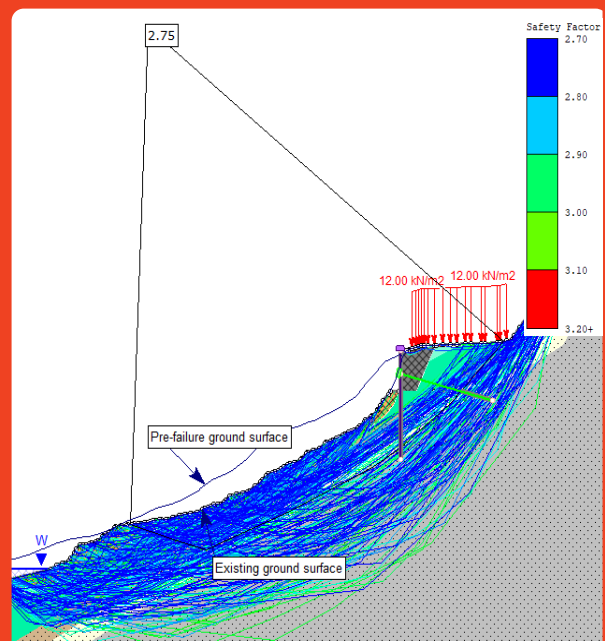 Safety Factor
2.70
2.80
2.90
3.00
3.10
3.20+
2.75
12.00 kN/m2 12.00 kN/m2
Pre-failure ground surface
W
Existing ground surface